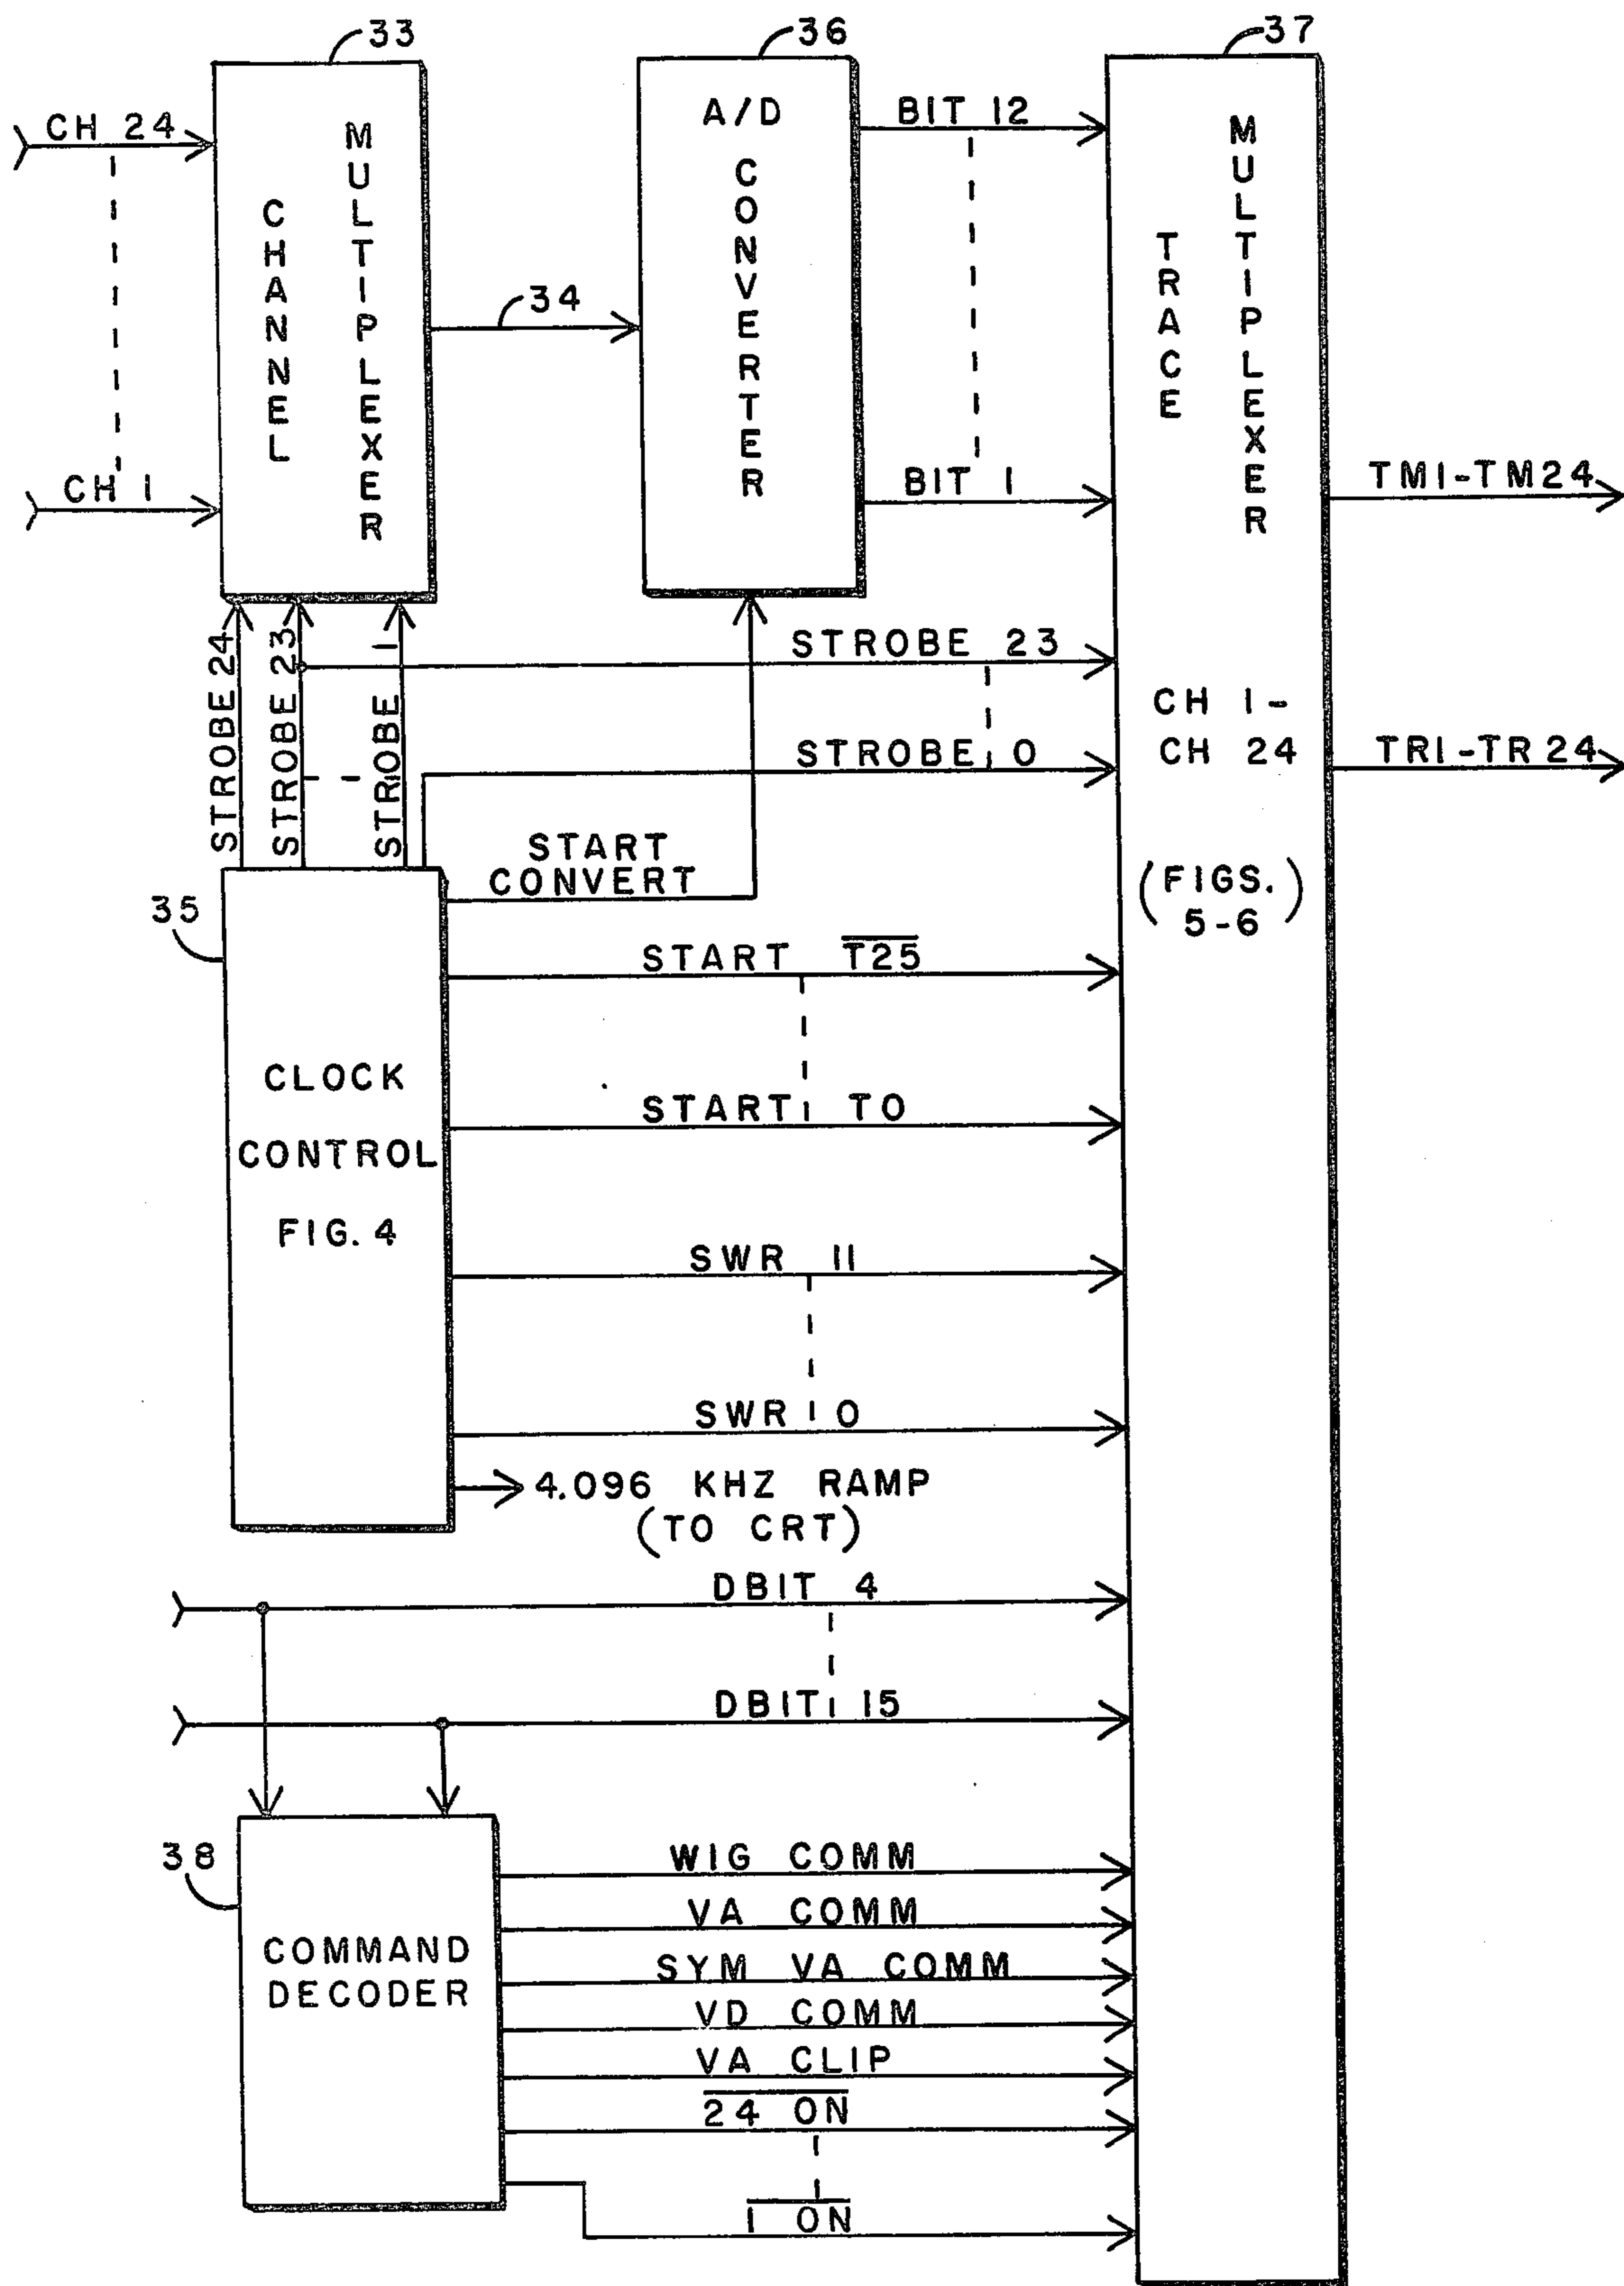 33
36
37
CH 24
CH 1
CHANNEL
MULTIPLEXER
34
A/D
CONVERTER
BIT 12
BIT 1
TRACE
MULTIPLEXER
CH 1-
CH 24
(FIGS.
5-6)
TM1-TM24
TR1-TR24
STROBE 24
STROBE 23
STROBE 1
STROBE 23
STROBE 0
START
CONVERT
35
CLOCK
CONTROL
FIG. 4
START T25
START TO
SWR 11
SWR 0
4.096 KHZ RAMP
(TO CRT)
DBIT 4
DBIT 15
38
COMMAND
DECODER
WIG COMM
VA COMM
SYM VA COMM
VD COMM
VA CLIP
24 ON
1 ON